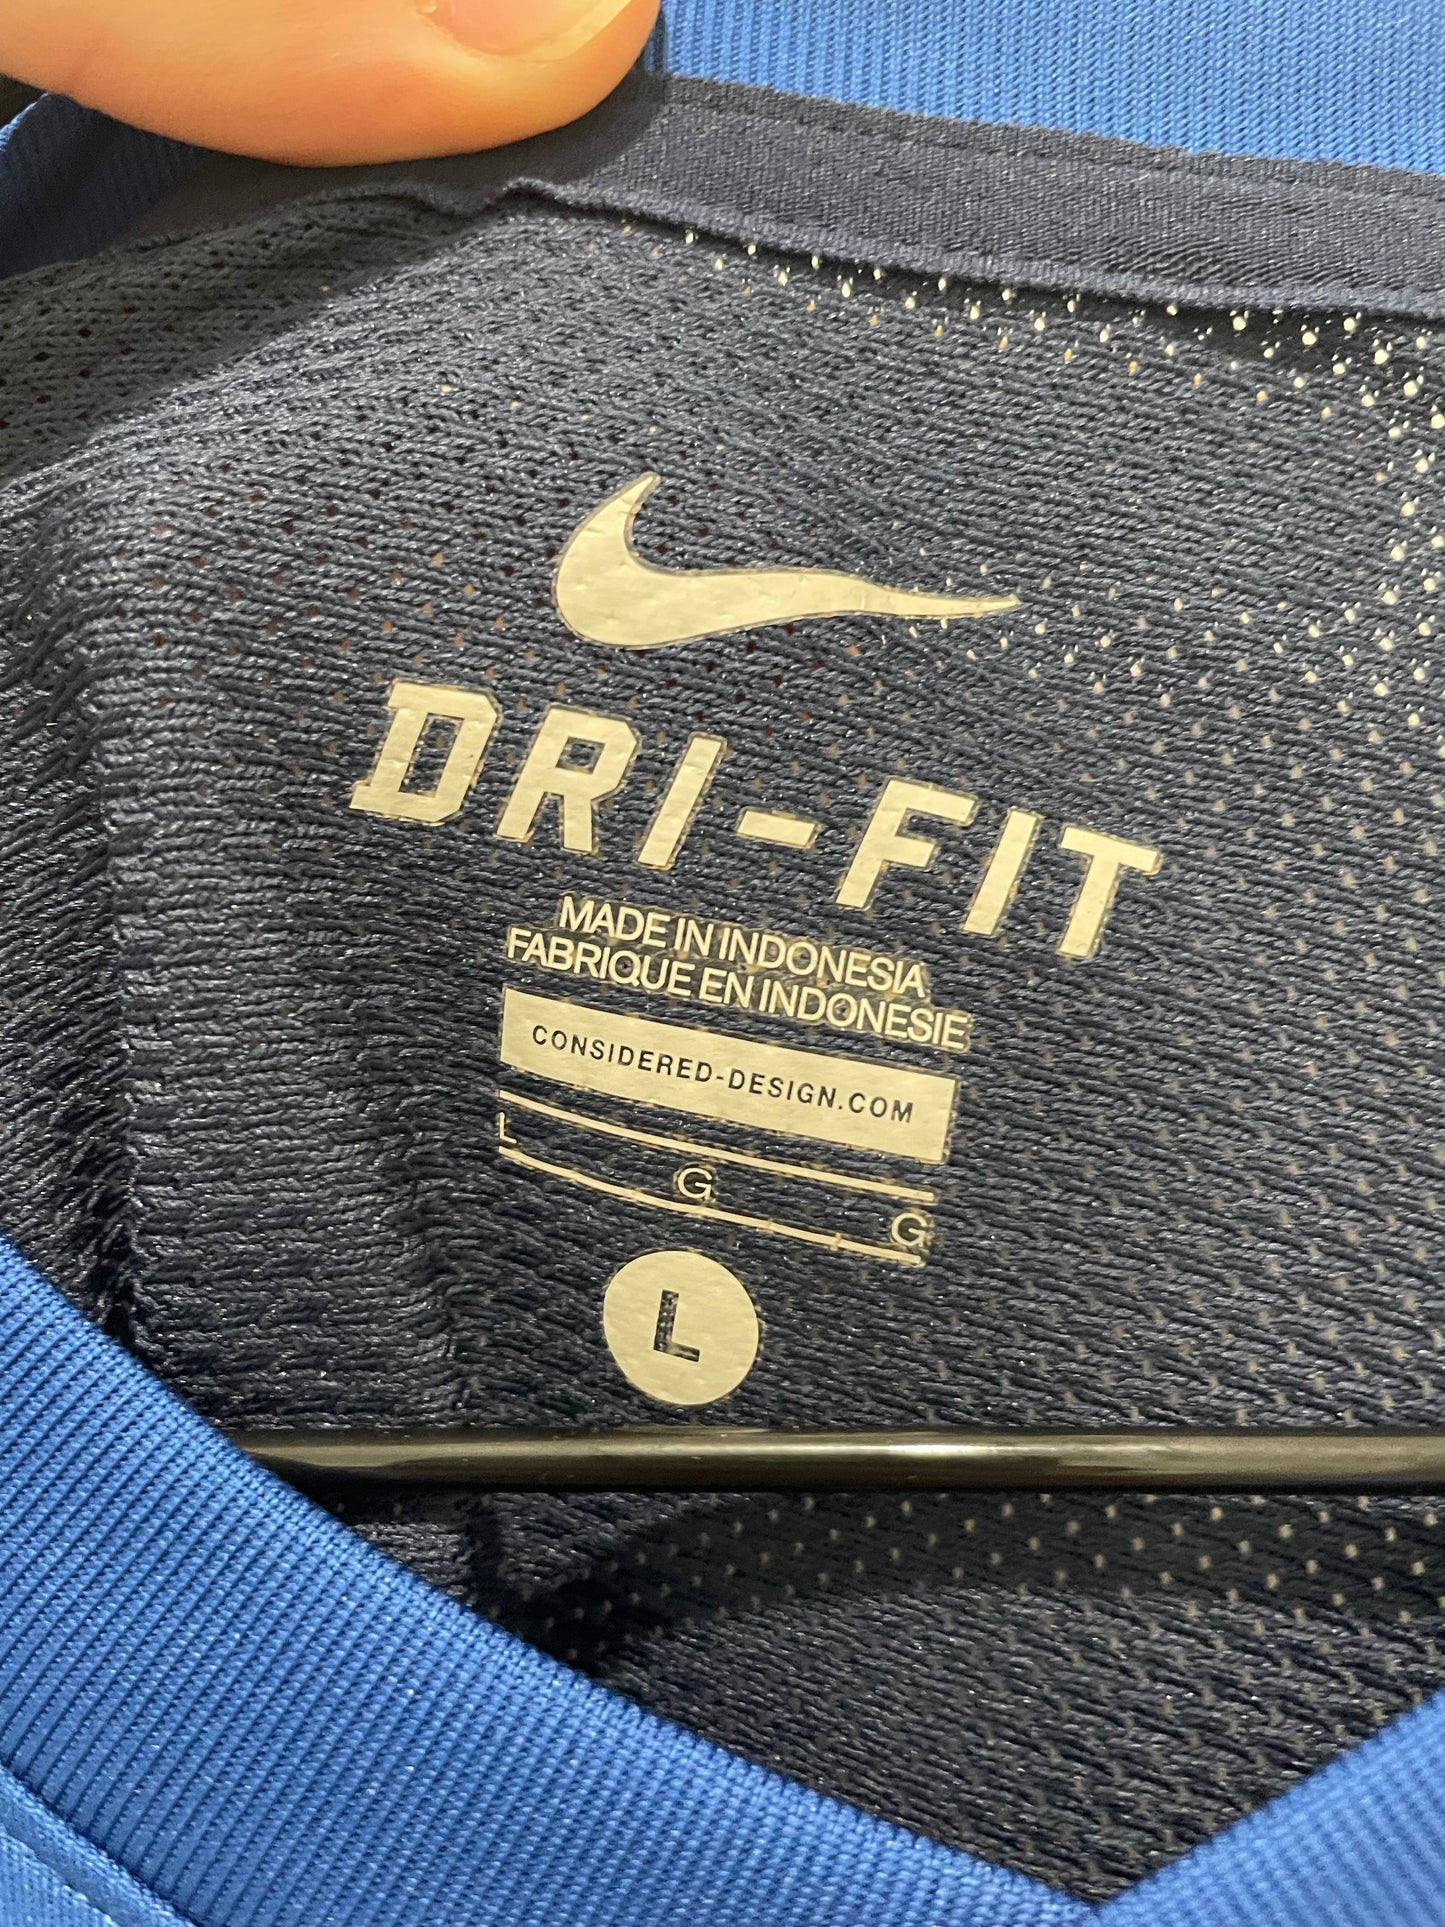 DRI-FIT
MADE IN INDONESIA
FABRIQUE EN INDONESIE
CONSIDERED-DESIGN.COM
L G G
L